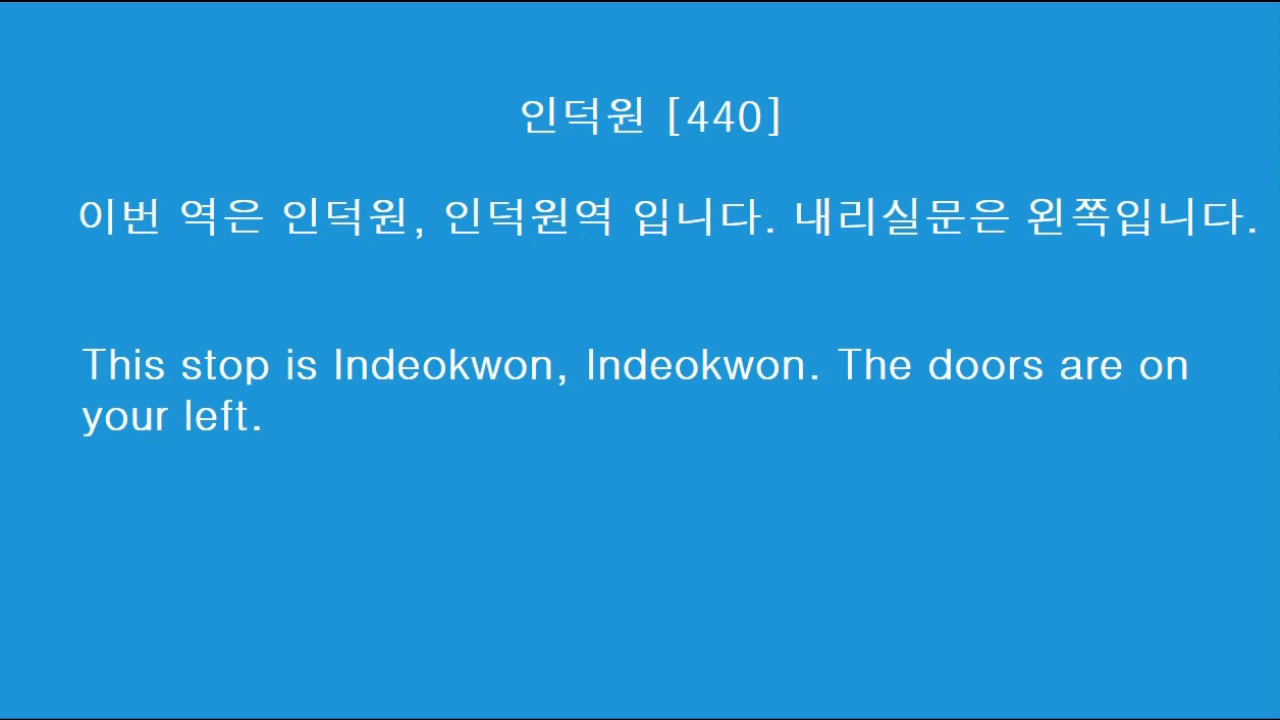 인덕원 [440]
이번 역은 인덕원, 인덕원역 입니다. 내리실문은 왼쪽입니다.
This stop is Indeokwon, Indeokwon. The doors are on
your left.